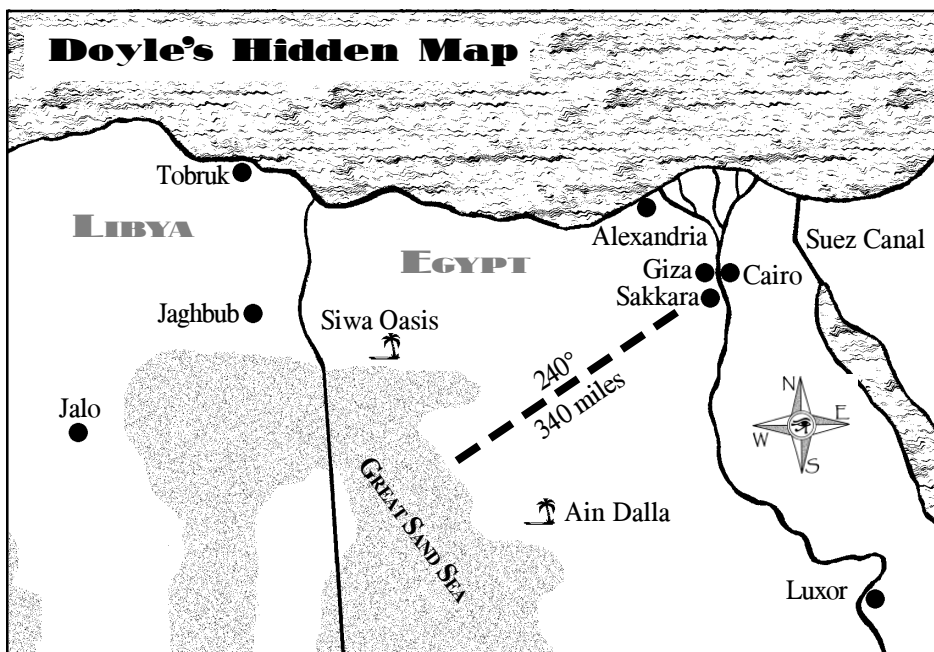 Doyle's Hidden Map
Tobruk
LIBYA
Alexandria
Suez Canal
EGYPT
Giza
Cairo
Sakkara
Jaghbub
Siwa Oasis
240°
340 miles
Jalo
N
E
W
S
GREAT SAND SEA
Ain Dalla
Luxor